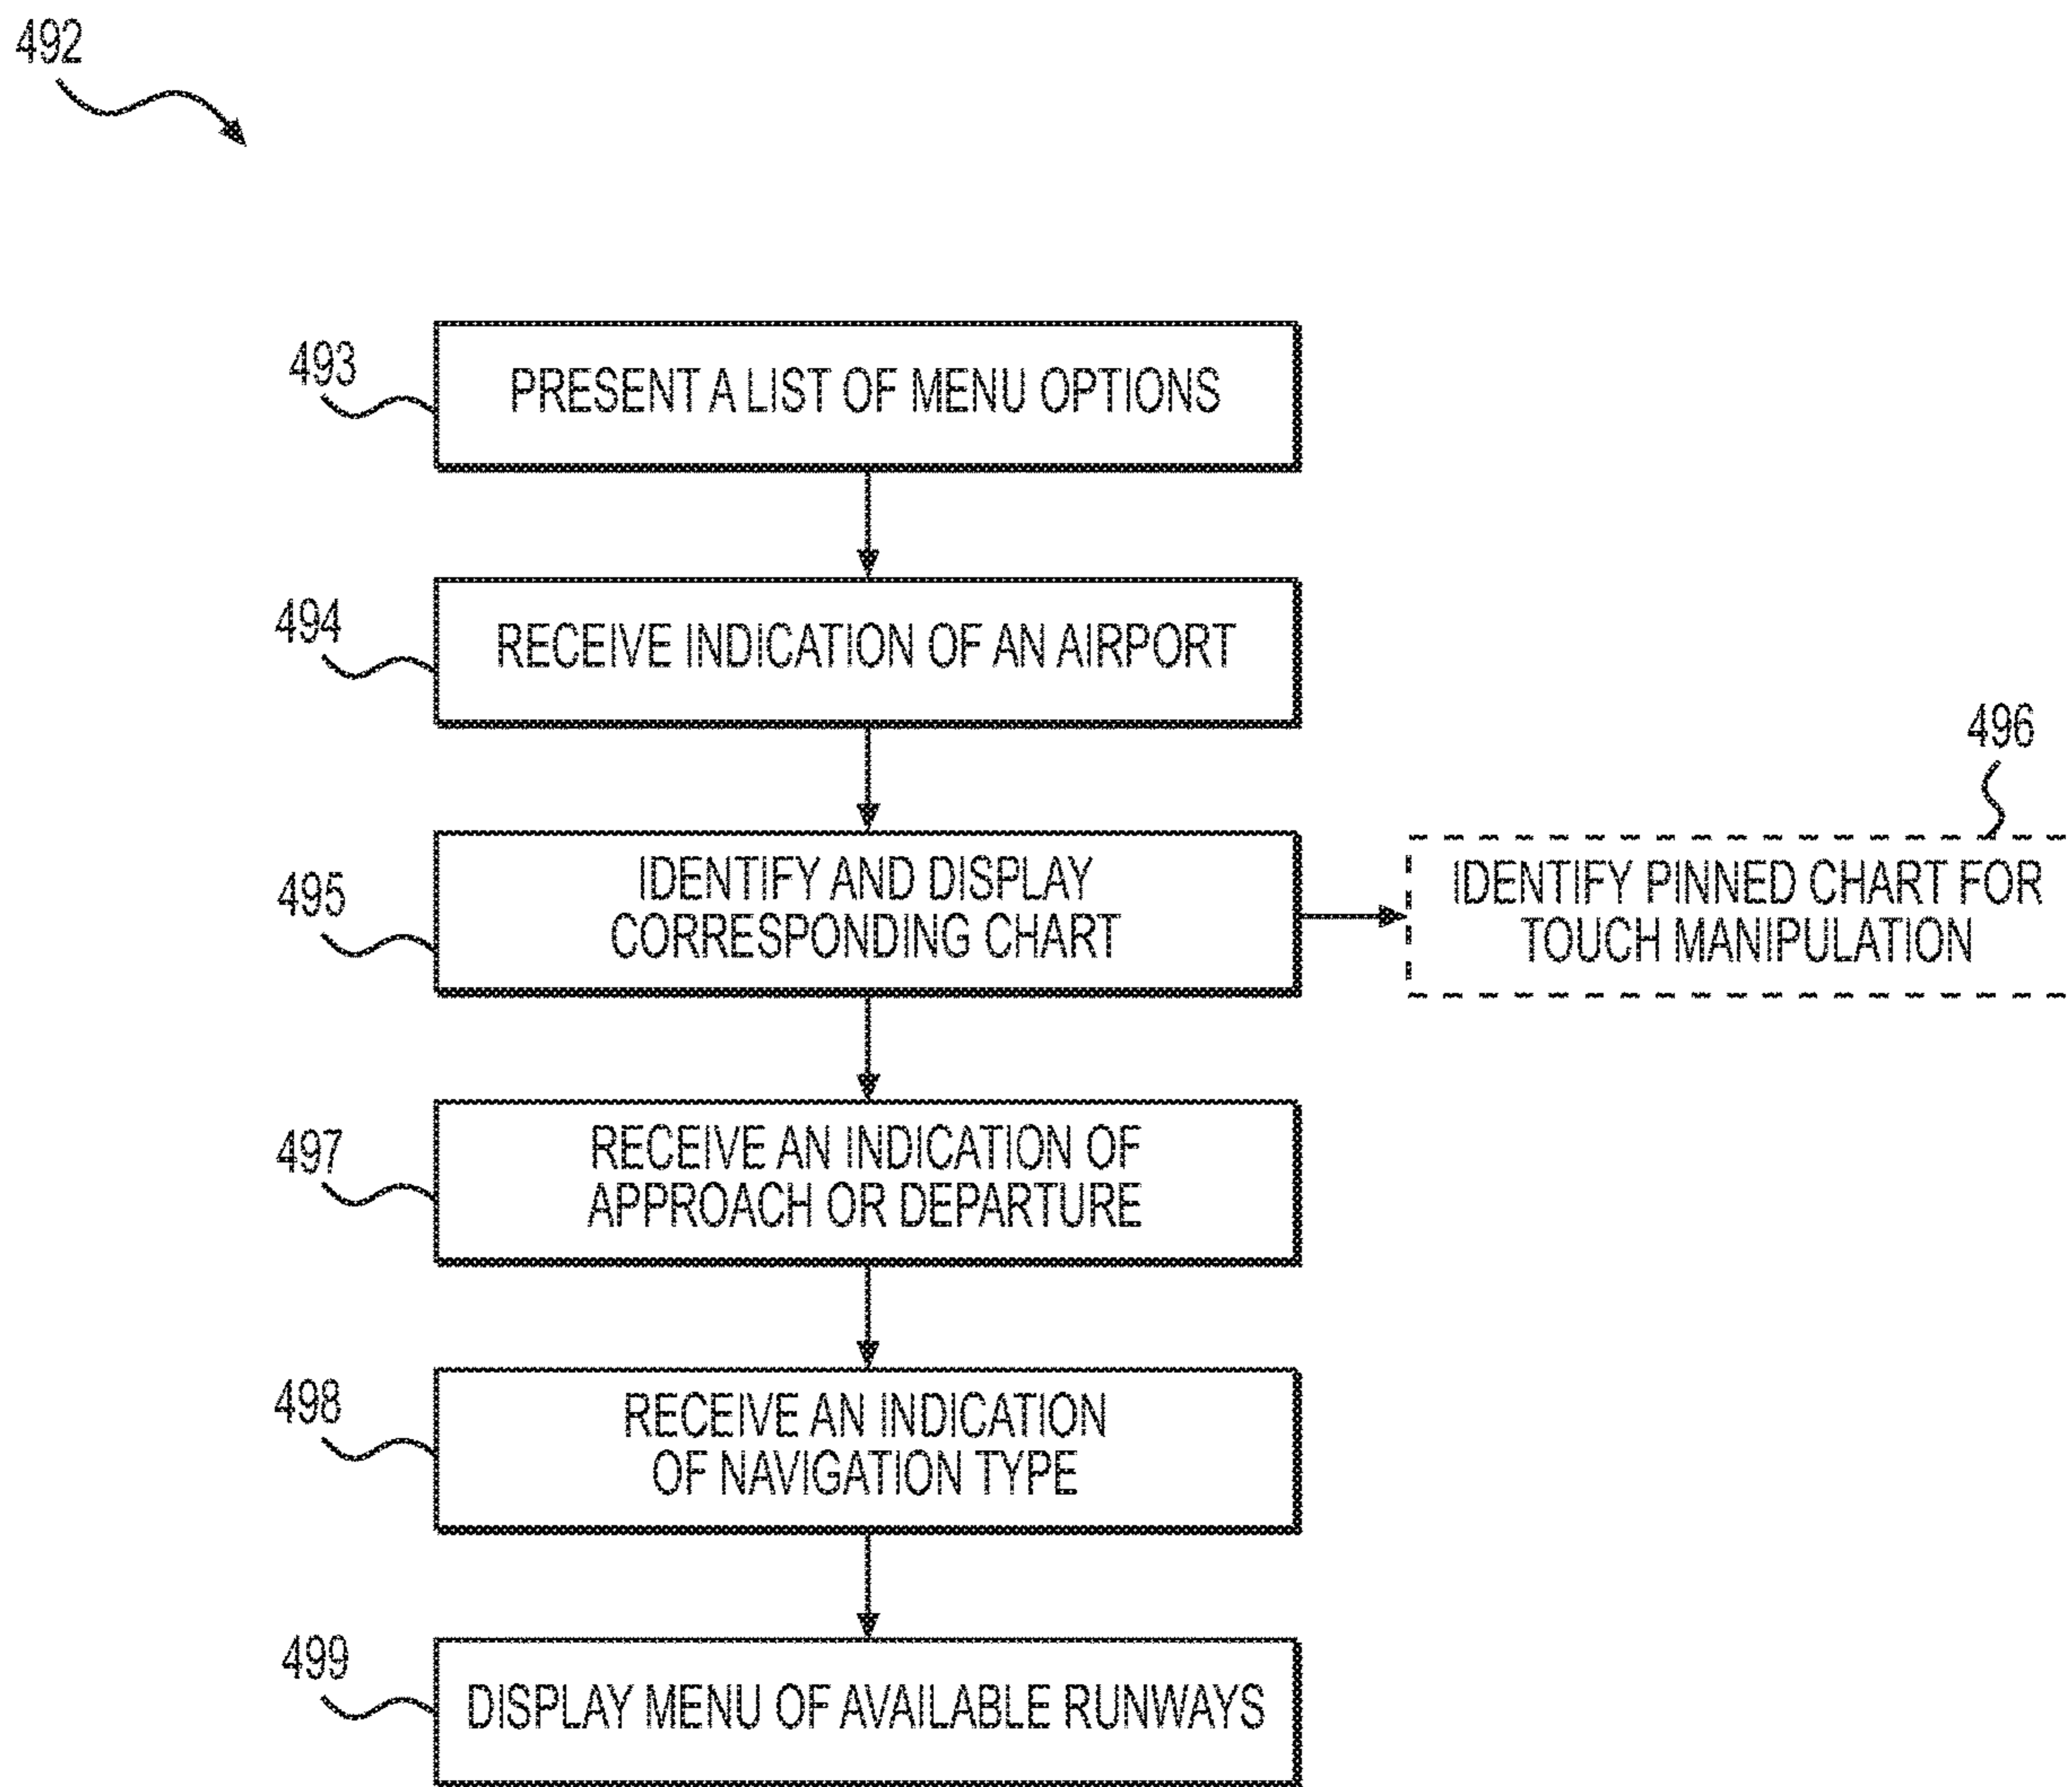 492
493
PRESENT A LIST OF MENU OPTIONS
494
RECEIVE INDICATION OF AN AIRPORT
495
IDENTIFY AND DISPLAY
CORRESPONDING CHART
496
IDENTIFY PINNED CHART FOR
TOUCH MANIPULATION
497
RECEIVE AN INDICATION OF
APPROACH OR DEPARTURE
498
RECEIVE AN INDICATION
OF NAVIGATION TYPE
499
DISPLAY MENU OF AVAILABLE RUNWAYS